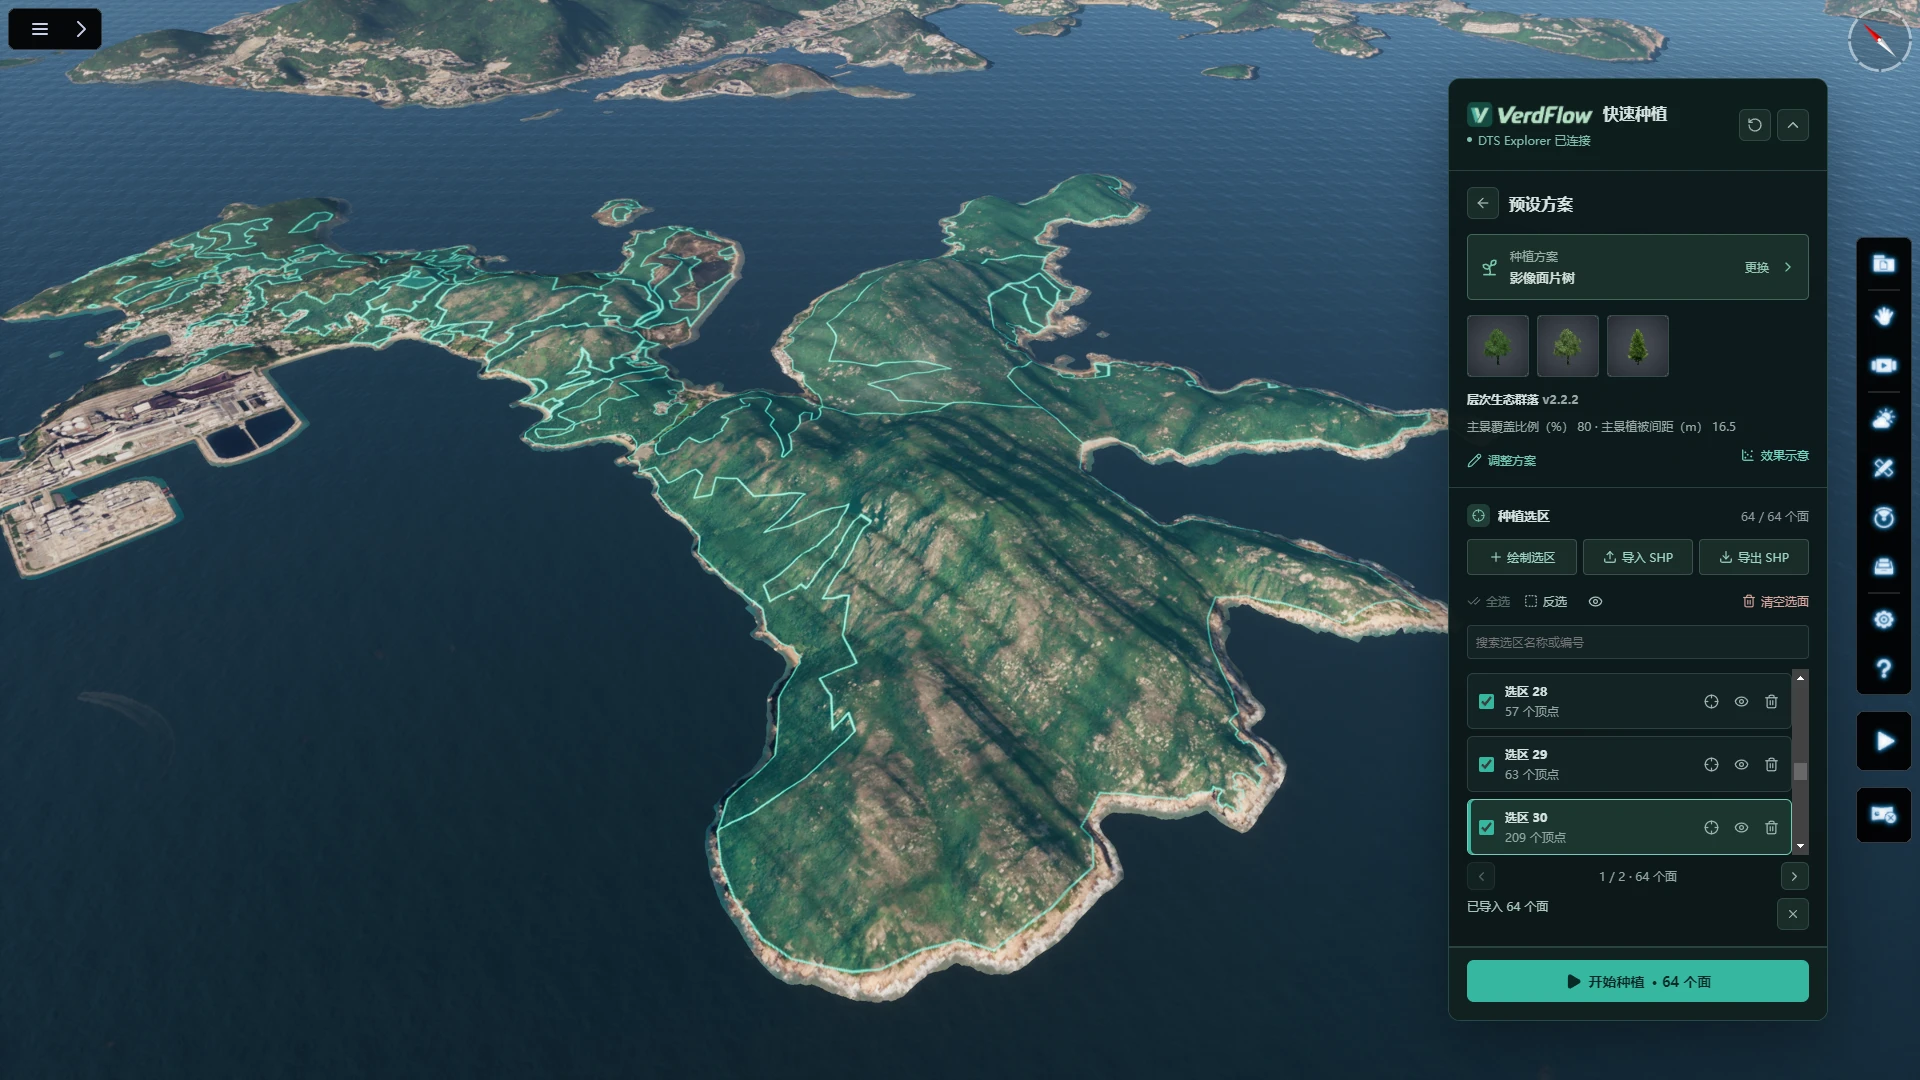 VerdFlow 快速种植
DTS Explorer 已连接
预设方案
种植方案
影像面片树
更换
层次生态群落 v2.2.2
主景覆盖比例（%） 80 · 主景植被间距（m） 16.5
调整方案
效果示意
种植选区
64 / 64 个面
绘制选区
导入 SHP
导出 SHP
全选
反选
清空选面
搜索选区名称或编号
选区 28
57 个顶点
选区 29
63 个顶点
选区 30
209 个顶点
1 / 2 · 64 个面
已导入 64 个面
开始种植 • 64 个面